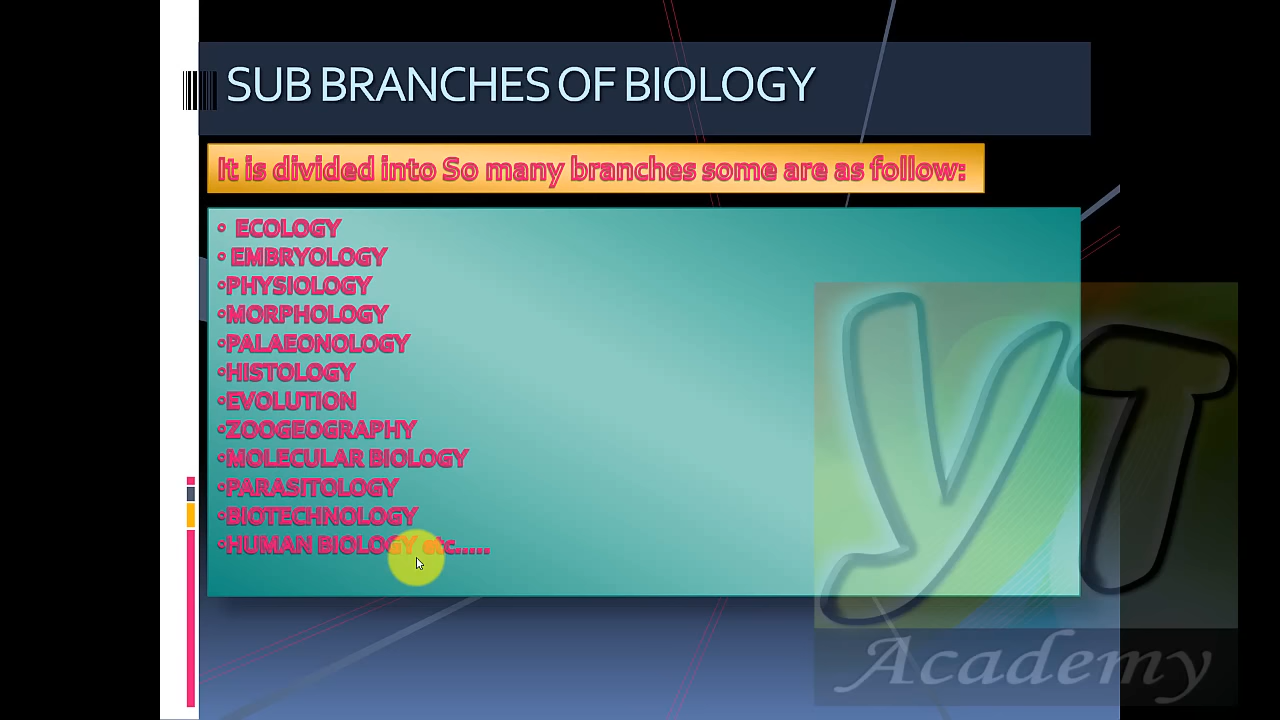 SUB BRANCHES OF BIOLOGY
It is divided into So many branches some are as follow:
• ECOLOGY
• EMBRYOLOGY
•PHYSIOLOGY
•MORPHOLOGY
•PALAEONOLOGY
•HISTOLOGY
•EVOLUTION
•ZOOGEOGRAPHY
•MOLECULAR BIOLOGY
•PARASITOLOGY
•BIOTECHNOLOGY
•HUMAN BIOLOGY etc.....
YT
Academy